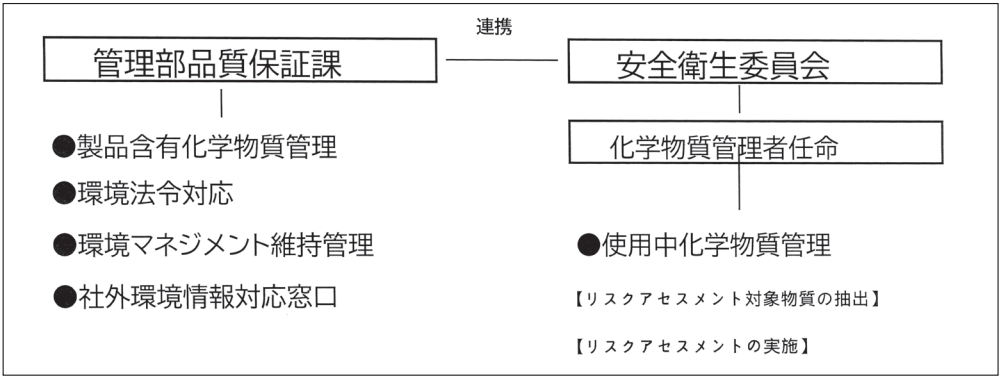 連携
管理部品質保証課
安全衛生委員会
●製品含有化学物質管理
●環境法令対応
●環境マネジメント維持管理
●社外環境情報対応窓口
化学物質管理者任命
●使用中化学物質管理
【リスクアセスメント対象物質の抽出】
【リスクアセスメントの実施】